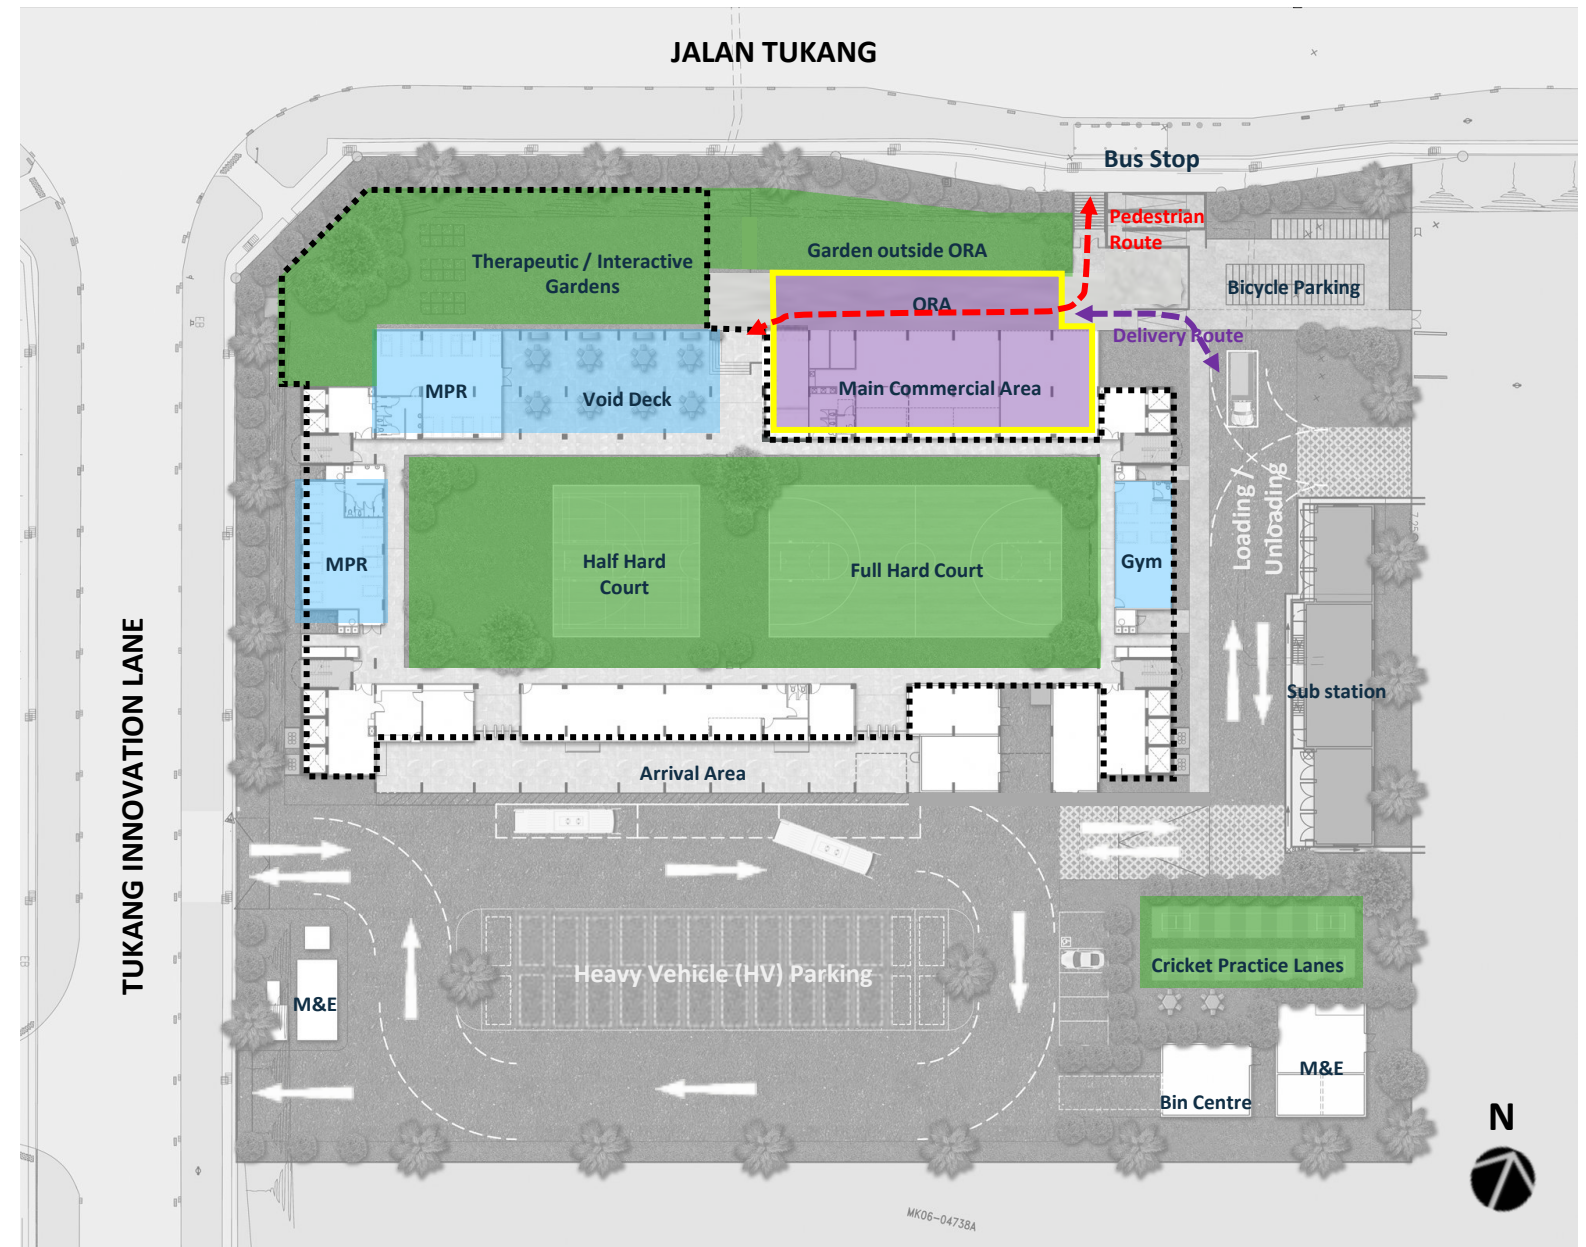 JALAN TUKANG
Bus Stop
Pedestrian
Route
Garden outside ORA
Therapeutic / Interactive
Gardens
ORA
Bicycle Parking
Delivery Route
MPR
Void Deck
Main Commercial Area
Loading /
Unloading
MPR
Half Hard
Court
Full Hard Court
Gym
TUKANG INNOVATION LANE
Sub station
Arrival Area
Heavy Vehicle (HV) Parking
Cricket Practice Lanes
M&E
M&E
Bin Centre
N
MK06-04738A
EB
EB